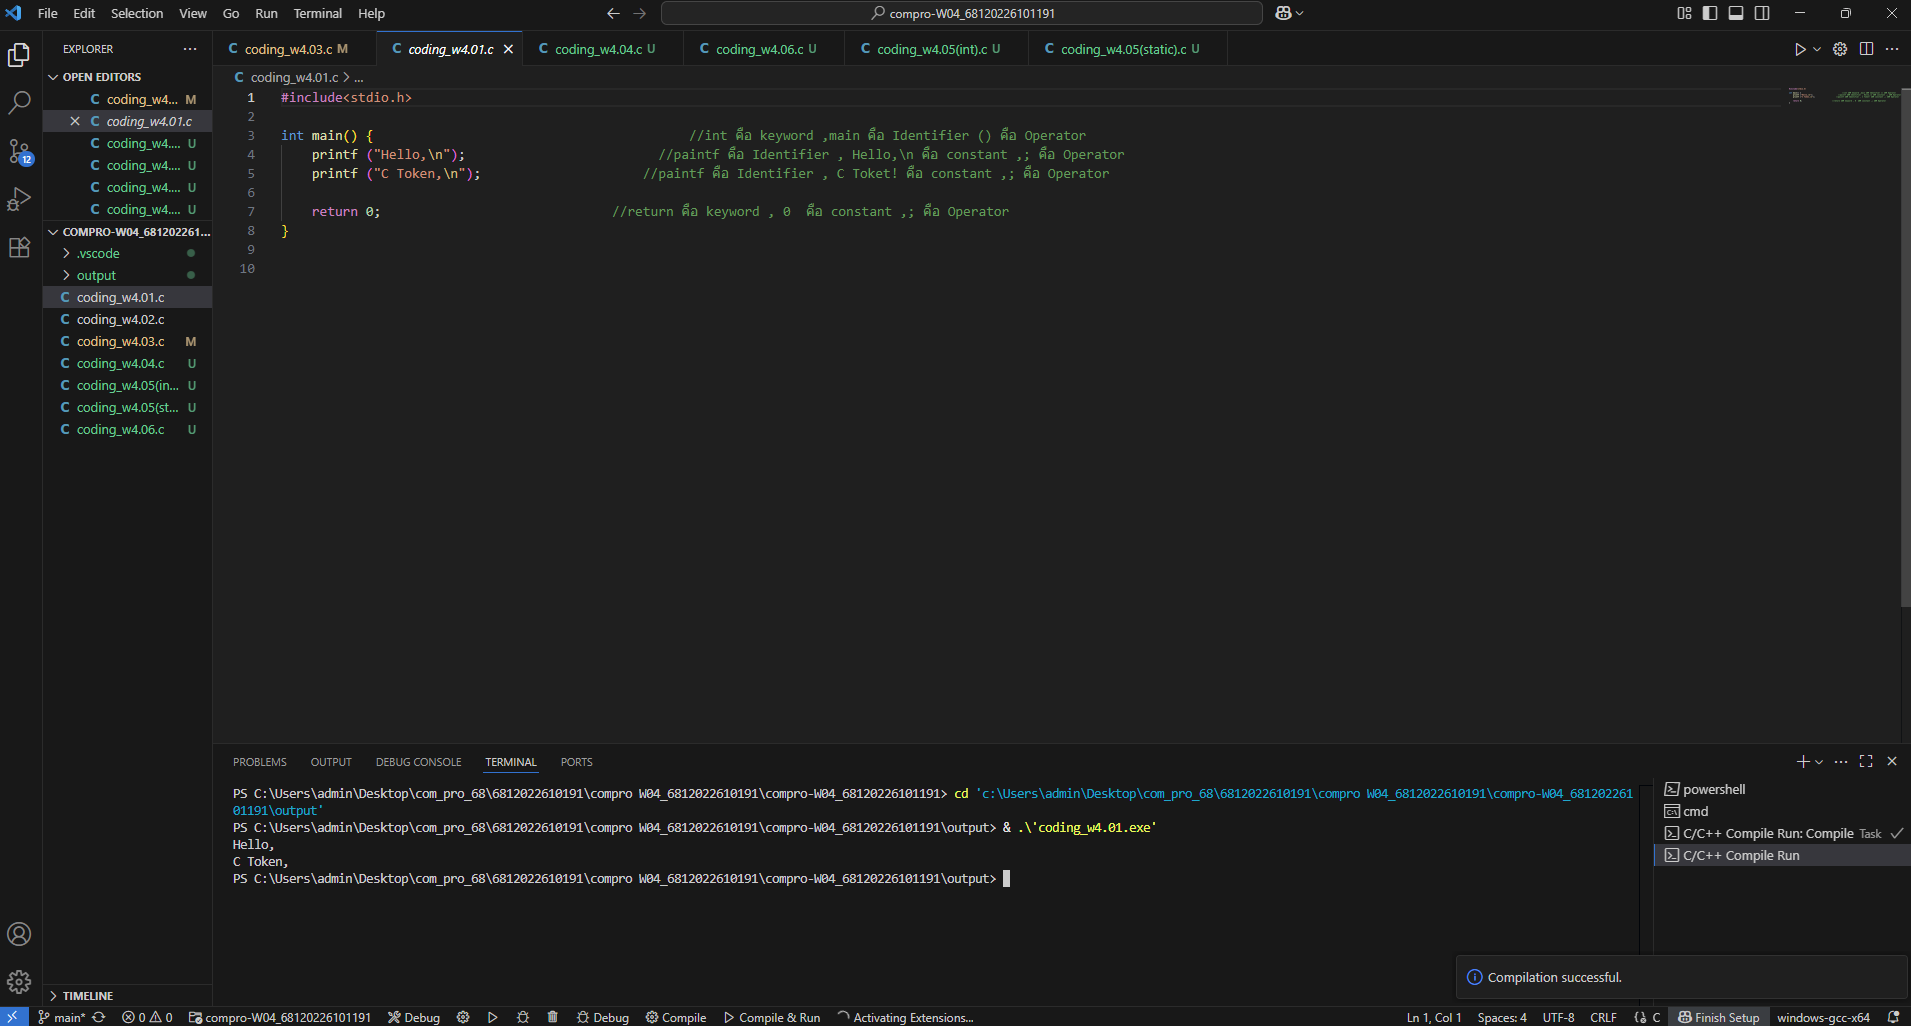 File Edit Selection View Go Run Terminal Help
compro-W04_68120226101191
EXPLORER
OPEN EDITORS
C coding_w4... M
C coding_w4.01.c
C coding_w4.... U
C coding_w4.... U
C coding_w4.... U
C coding_w4.... U
COMPRO-W04_681202261...
.vscode
output
C coding_w4.01.c
C coding_w4.02.c
C coding_w4.03.c M
C coding_w4.04.c U
C coding_w4.05(in... U
C coding_w4.05(st... U
C coding_w4.06.c U
TIMELINE
12
C coding_w4.03.c M C coding_w4.01.c C coding_w4.04.c U C coding_w4.06.c U C coding_w4.05(int).c U C coding_w4.05(static).c U
C coding_w4.01.c > ...
1 #include<stdio.h>
2
3 int main() { //int คือ keyword ,main คือ Identifier () คือ Operator
4 printf ("Hello,\n"); //paintf คือ Identifier , Hello,\n คือ constant ,; คือ Operator
5 printf ("C Token,\n"); //paintf คือ Identifier , C Toket! คือ constant ,; คือ Operator
6
7 return 0; //return คือ keyword , 0 คือ constant ,; คือ Operator
8 }
9
10
PROBLEMS OUTPUT DEBUG CONSOLE TERMINAL PORTS
PS C:\Users\admin\Desktop\com_pro_68\6812022610191\compro W04_6812022610191\compro-W04_68120226101191> cd 'c:\Users\admin\Desktop\com_pro_68\6812022610191\compro W04_6812022610191\compro-W04_681202261
01191\output'
PS C:\Users\admin\Desktop\com_pro_68\6812022610191\compro W04_6812022610191\compro-W04_68120226101191\output> & .\'coding_w4.01.exe'
Hello,
C Token,
PS C:\Users\admin\Desktop\com_pro_68\6812022610191\compro W04_6812022610191\compro-W04_68120226101191\output>
powershell
cmd
C/C++ Compile Run: Compile Task
C/C++ Compile Run
Compilation successful.
main* 0 0 compro-W04_68120226101191 Debug Debug Compile Compile & Run Activating Extensions... Ln 1, Col 1 Spaces: 4 UTF-8 CRLF C Finish Setup windows-gcc-x64